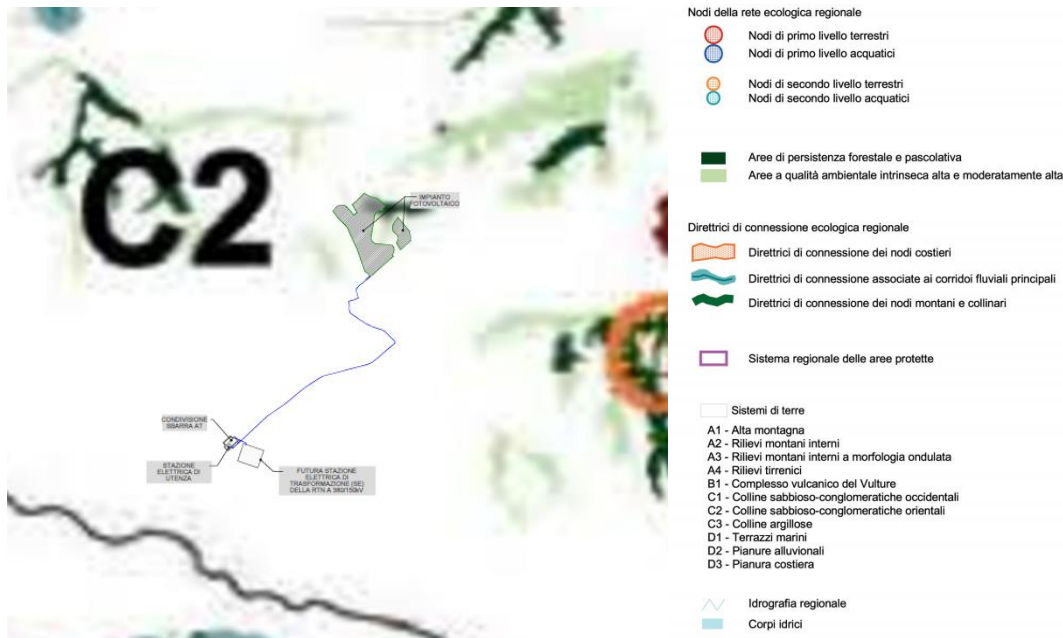 C2
IMPIANTO
FOTOVOLTAICO
CONDIVISIONE
SBARRA AT
STAZIONE
ELETTRICA DI
UTENZA
FUTURA STAZIONE
ELETTRICA DI
TRASFORMAZIONE (SE)
DELLA RTN A 380/150kV
Nodi della rete ecologica regionale
Nodi di primo livello terrestri
Nodi di primo livello acquatici
Nodi di secondo livello terrestri
Nodi di secondo livello acquatici
Aree di persistenza forestale e pascolativa
Aree a qualità ambientale intrinseca alta e moderatamente alta
Direttrici di connessione ecologica regionale
Direttrici di connessione dei nodi costieri
Direttrici di connessione associate ai corridoi fluviali principali
Direttrici di connessione dei nodi montani e collinari
Sistema regionale delle aree protette
Sistemi di terre
A1 - Alta montagna
A2 - Rilievi montani interni
A3 - Rilievi montani interni a morfologia ondulata
A4 - Rilievi tirrenici
B1 - Complesso vulcanico del Vulture
C1 - Colline sabbioso-conglomeratiche occidentali
C2 - Colline sabbioso-conglomeratiche orientali
C3 - Colline argillose
D1 - Terrazzi marini
D2 - Pianure alluvionali
D3 - Pianura costiera
Idrografia regionale
Corpi idrici